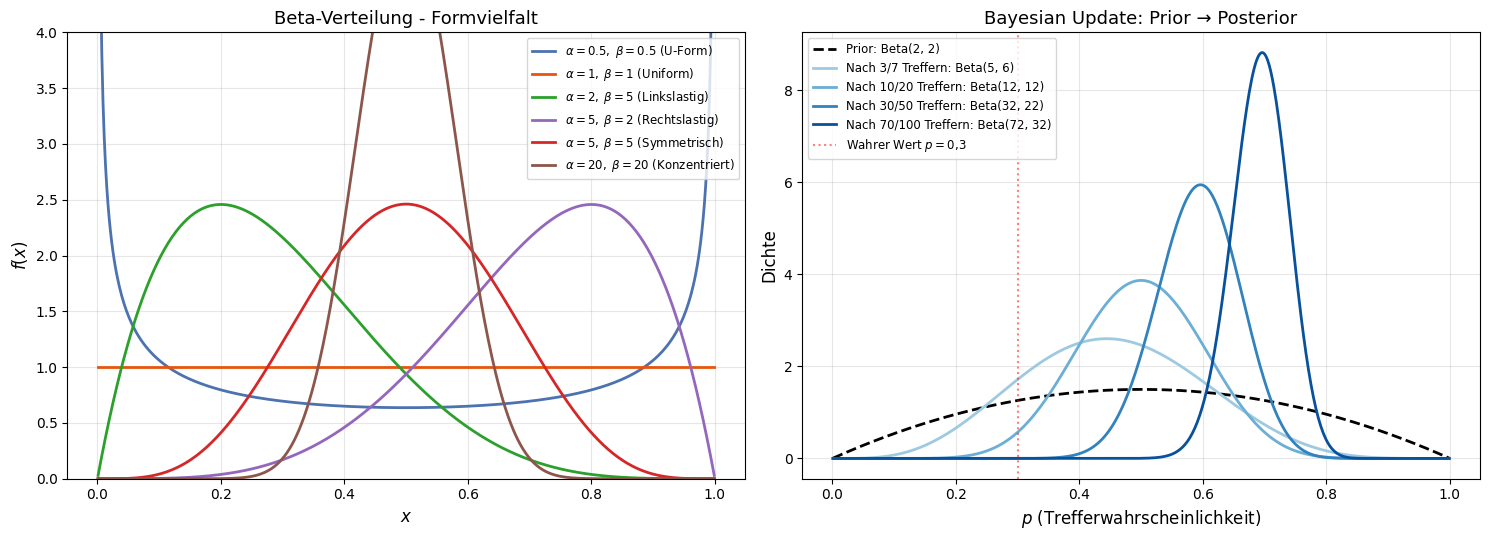 Beta-Verteilung - Formvielfalt
4.0
3.5
3.0
2.5
2.0
1.5
1.0
0.5
0.0
f(x)
α = 0.5, β = 0.5 (U-Form)
α = 1, β = 1 (Uniform)
α = 2, β = 5 (Linkslastig)
α = 5, β = 2 (Rechtslastig)
α = 5, β = 5 (Symmetrisch)
α = 20, β = 20 (Konzentriert)
0.0 0.2 0.4 0.6 0.8 1.0
x
Bayesian Update: Prior → Posterior
8
6
4
2
0
Dichte
Prior: Beta(2, 2)
Nach 3/7 Treffern: Beta(5, 6)
Nach 10/20 Treffern: Beta(12, 12)
Nach 30/50 Treffern: Beta(32, 22)
Nach 70/100 Treffern: Beta(72, 32)
Wahrer Wert p = 0,3
0.0 0.2 0.4 0.6 0.8 1.0
p (Trefferwahrscheinlichkeit)